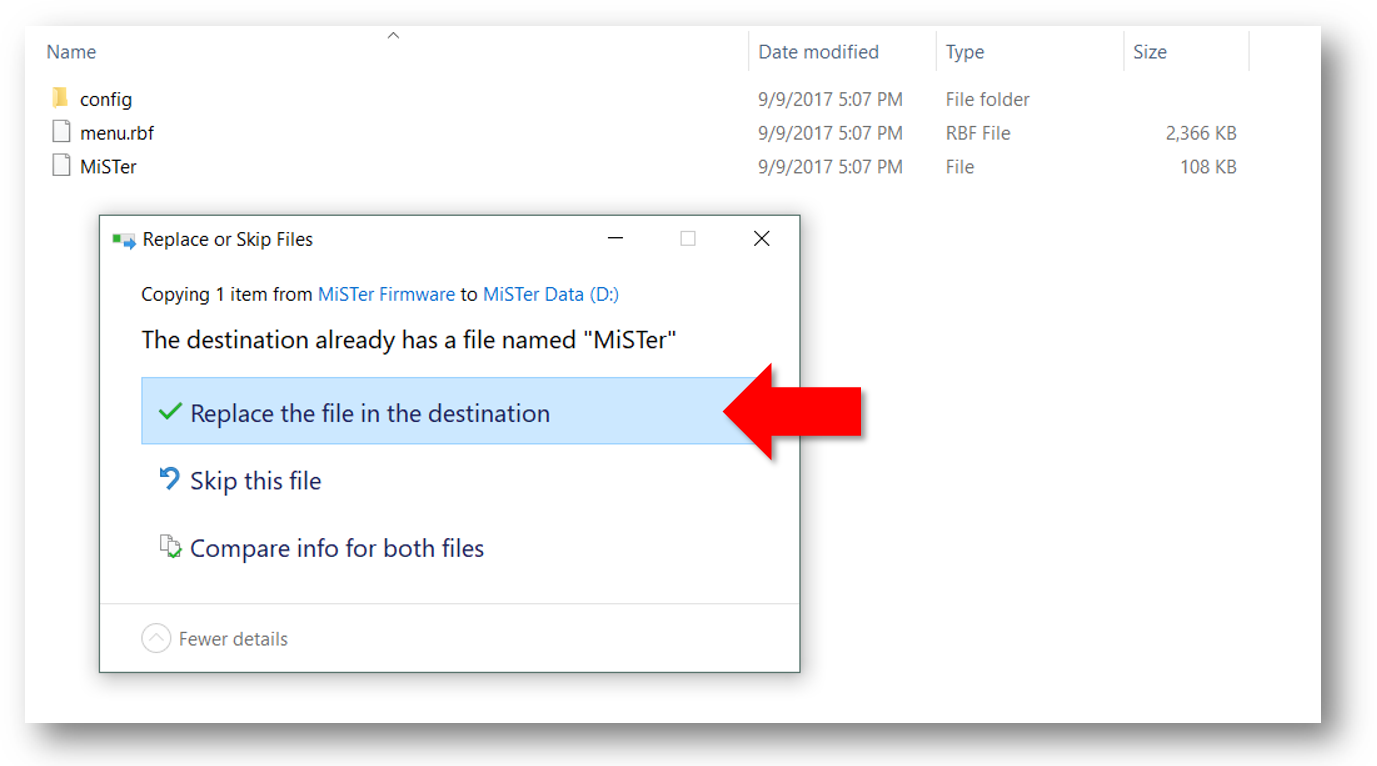 Name Date modified Type Size
config 9/9/2017 5:07 PM File folder
menu.rbf 9/9/2017 5:07 PM RBF File 2,366 KB
MiSTer 9/9/2017 5:07 PM File 108 KB
Replace or Skip Files
Copying 1 item from MiSTer Firmware to MiSTer Data (D:)
The destination already has a file named "MiSTer"
Replace the file in the destination
Skip this file
Compare info for both files
Fewer details